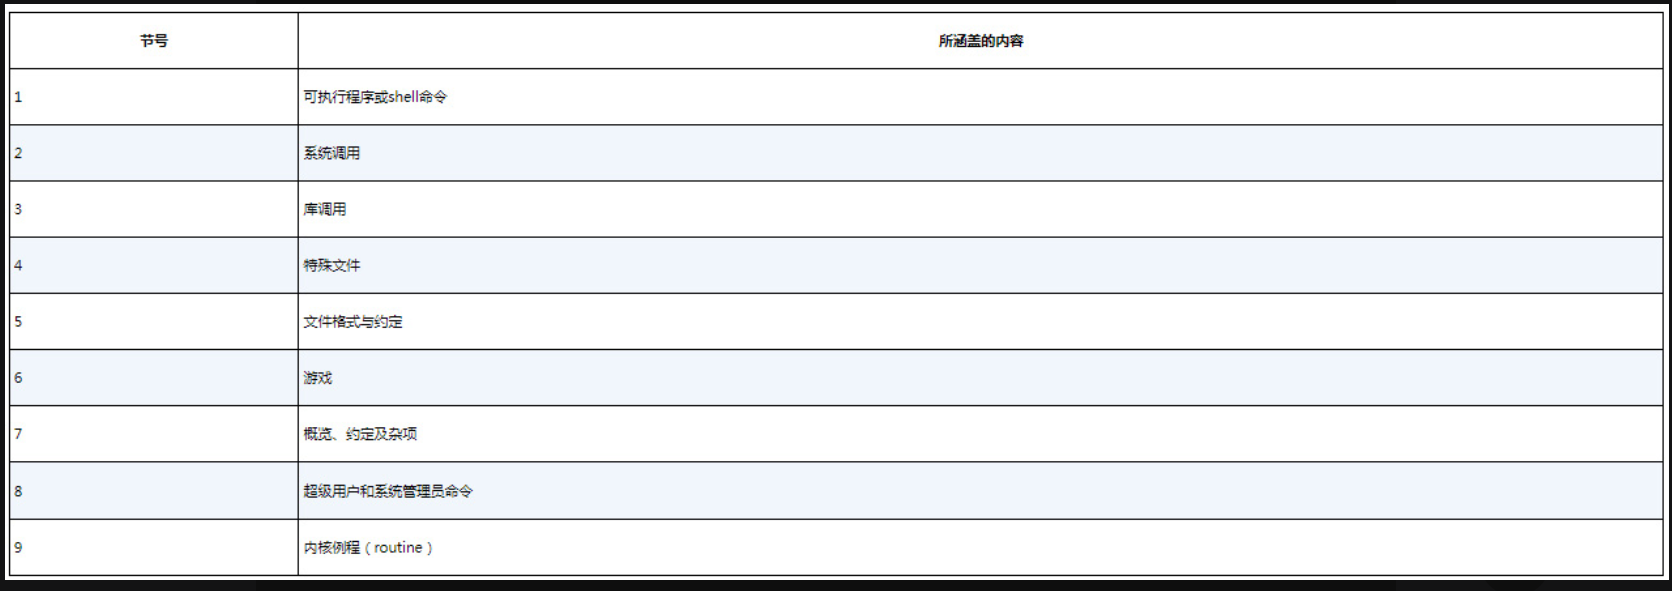 节号 所涵盖的内容
1 可执行程序或shell命令
2 系统调用
3 库调用
4 特殊文件
5 文件格式与约定
6 游戏
7 概览、约定及杂项
8 超级用户和系统管理员命令
9 内核例程（routine）